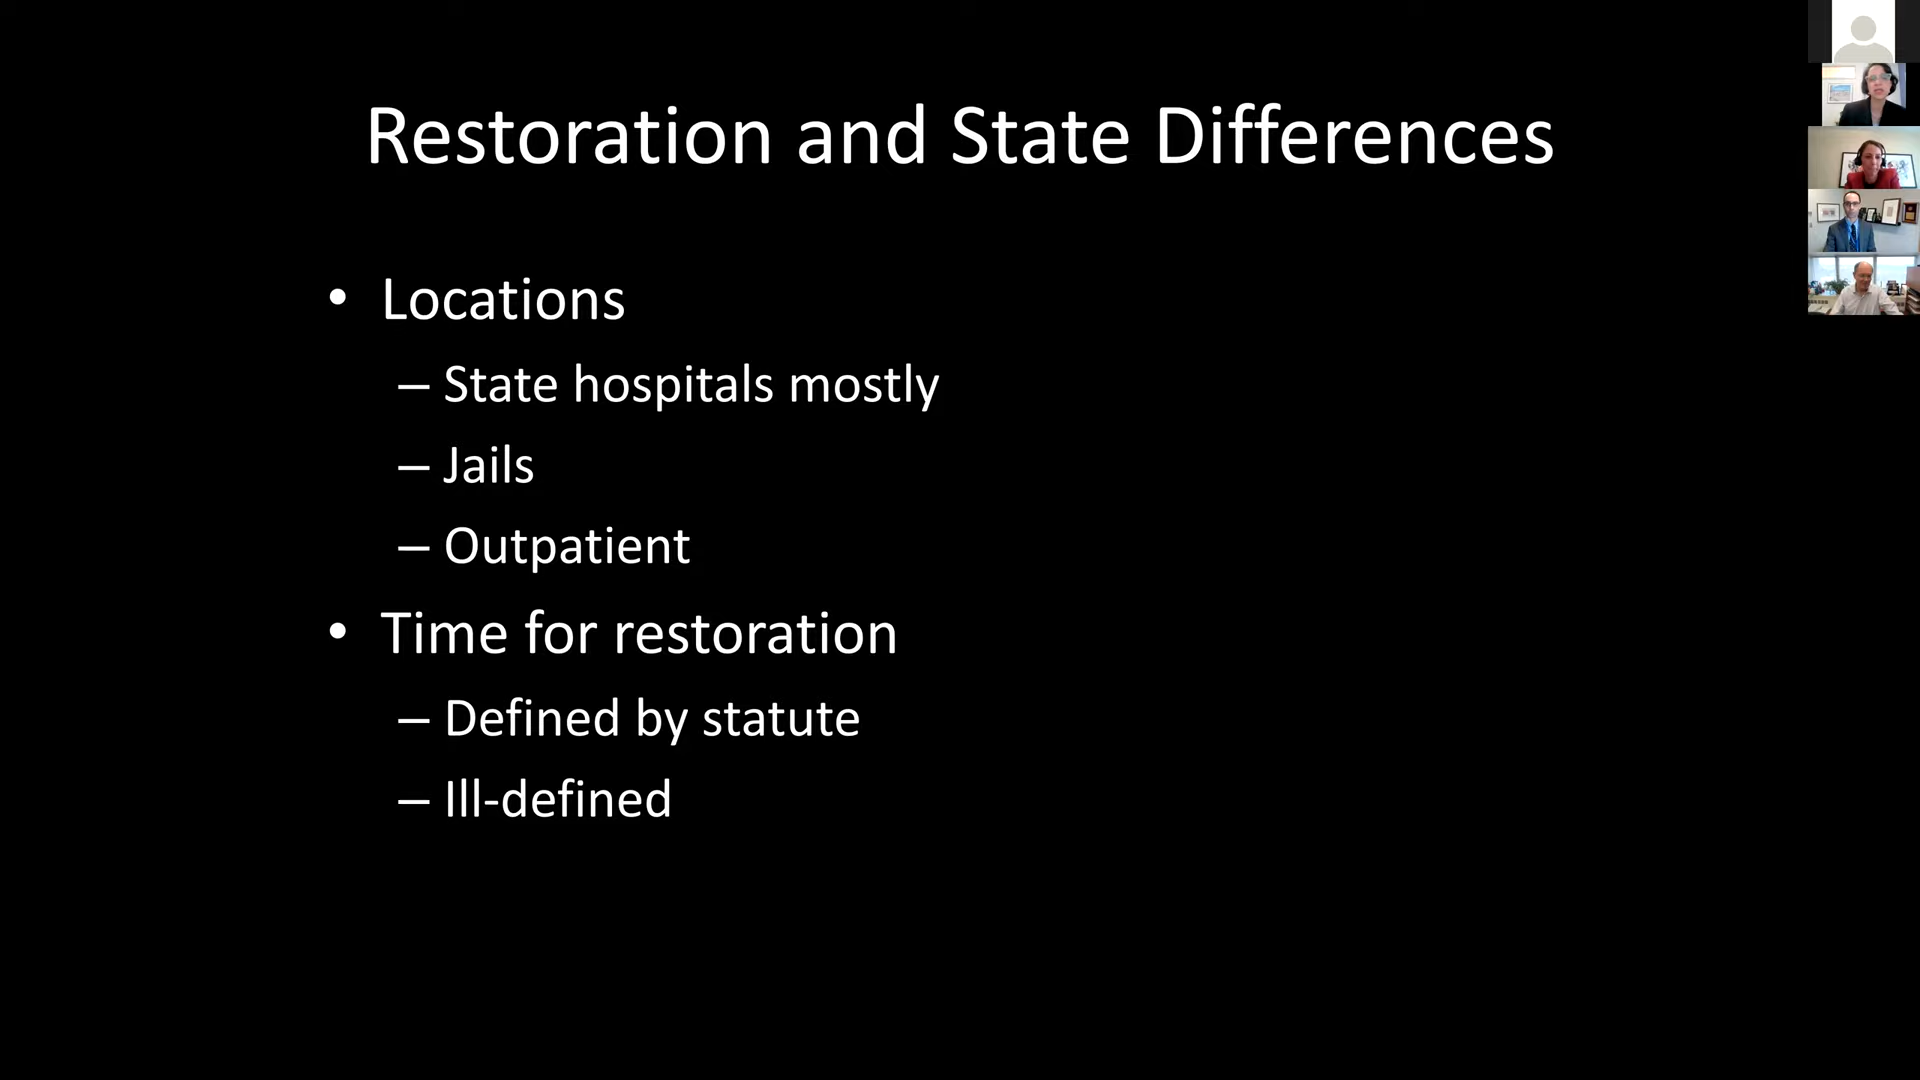 Restoration and State Differences
• Locations
– State hospitals mostly
– Jails
– Outpatient
• Time for restoration
– Defined by statute
– Ill-defined